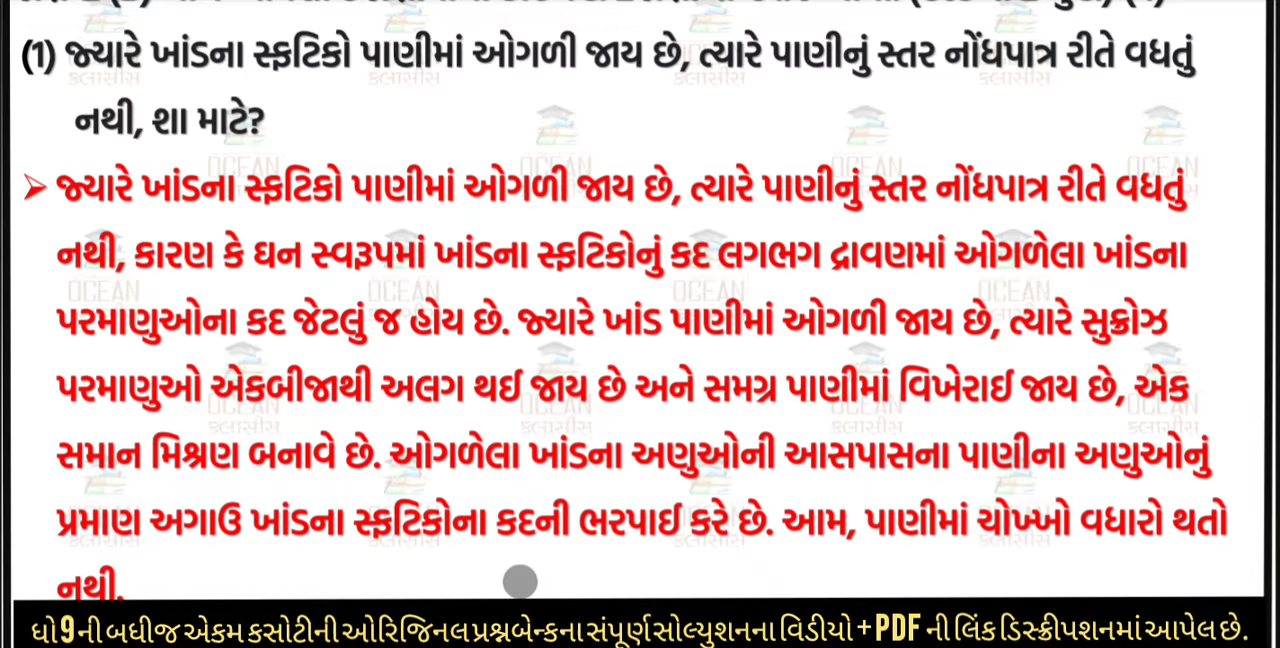 (1) જ્યારે ખાંડના સ્ફટિકો પાણીમાં ઓગળી જાય છે, ત્યારે પાણીનું સ્તર નોંધપાત્ર રીતે વધતું
નથી, શા માટે?
➤ જ્યારે ખાંડના સ્ફટિકો પાણીમાં ઓગળી જાય છે, ત્યારે પાણીનું સ્તર નોંધપાત્ર રીતે વધતું
નથી, કારણ કે ઘન સ્વરૂપમાં ખાંડના સ્ફટિકોનું કદ લગભગ દ્રાવણમાં ઓગળેલા ખાંડના
પરમાણુઓના કદ જેટલું જ હોય છે. જ્યારે ખાંડ પાણીમાં ઓગળી જાય છે, ત્યારે સુક્રોઝ
પરમાણુઓ એકબીજાથી અલગ થઈ જાય છે અને સમગ્ર પાણીમાં વિખેરાઈ જાય છે, એક
સમાન મિશ્રણ બનાવે છે. ઓગળેલા ખાંડના અણુઓની આસપાસના પાણીના અણુઓનું
પ્રમાણ અગાઉ ખાંડના સ્ફટિકોના કદની ભરપાઈ કરે છે. આમ, પાણીમાં ચોખ્ખો વધારો થતો
નથી.
ધો 9 ની બધી જ એકમ કસોટીની ઓરિજિનલ પ્રશ્નબેન્કના સંપૂર્ણ સોલ્યુશનના વિડીયો + PDF ની લિંક ડિસ્ક્રીપશનમાં આપેલ છે.
OCEAN
કલાસીસ